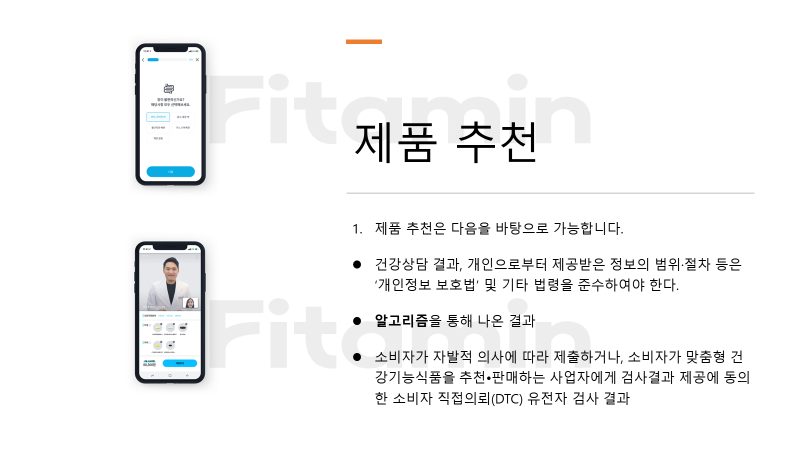 Fitamin
제품 추천
1. 제품 추천은 다음을 바탕으로 가능합니다.
● 건강상담 결과, 개인으로부터 제공받은 정보의 범위·절차 등은
‘개인정보 보호법’ 및 기타 법령을 준수하여야 한다.
● 알고리즘을 통해 나온 결과
Fitamin
● 소비자가 자발적 의사에 따라 제출하거나, 소비자가 맞춤형 건
강기능식품을 추천•판매하는 사업자에게 검사결과 제공에 동의
한 소비자 직접의뢰(DTC) 유전자 검사 결과